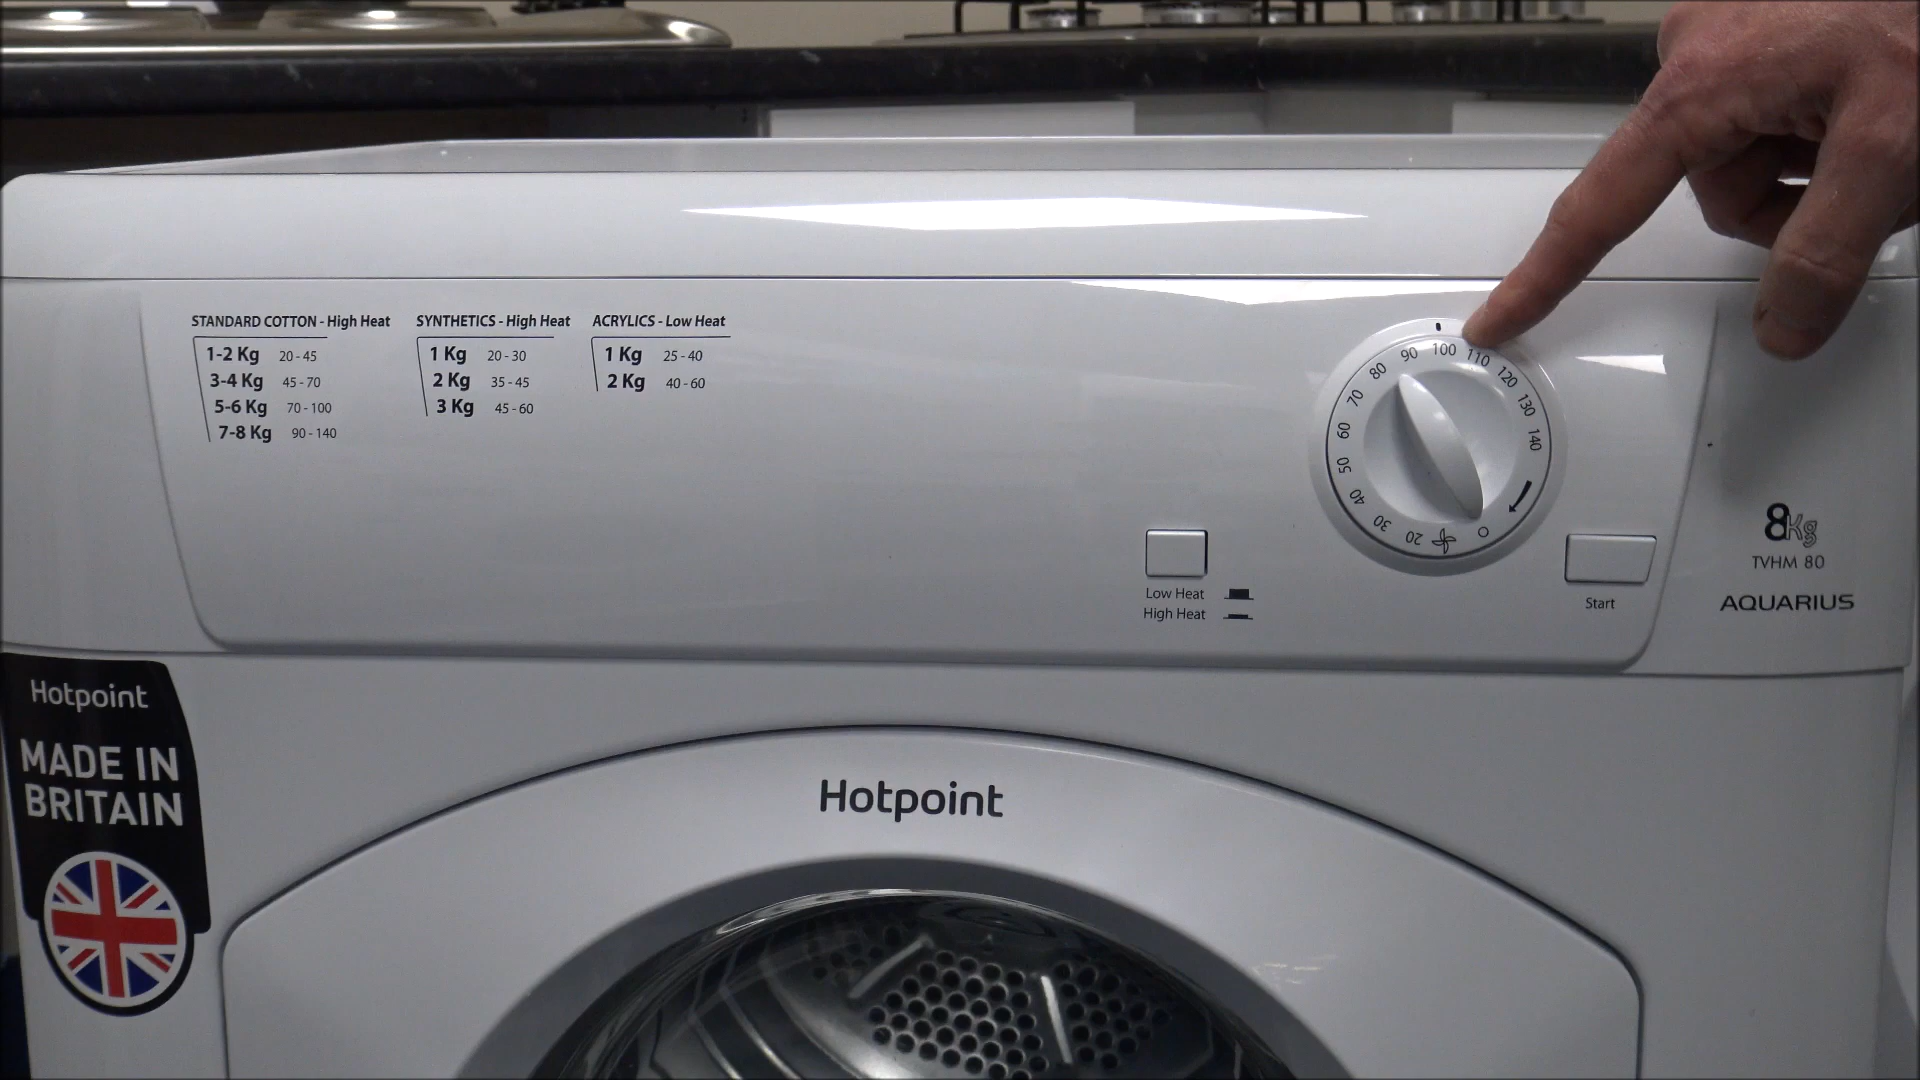 STANDARD COTTON - High Heat
1-2 Kg 20 - 45
3-4 Kg 45 - 70
5-6 Kg 70 - 100
7-8 Kg 90 - 140
SYNTHETICS - High Heat
1 Kg 20 - 30
2 Kg 35 - 45
3 Kg 45 - 60
ACRYLICS - Low Heat
1 Kg 25 - 40
2 Kg 40 - 60
20
30
40
50
60
70
80
90
100
110
120
130
140
Low Heat
High Heat
Start
8Kg
TVHM 80
AQUARIUS
Hotpoint
MADE IN
BRITAIN
Hotpoint